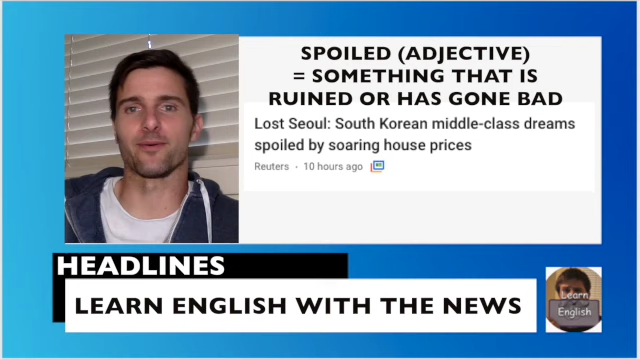 SPOILED (ADJECTIVE)
= SOMETHING THAT IS
RUINED OR HAS GONE BAD
Lost Seoul: South Korean middle-class dreams
spoiled by soaring house prices
Reuters · 10 hours ago
HEADLINES
LEARN ENGLISH WITH THE NEWS
Learn
English